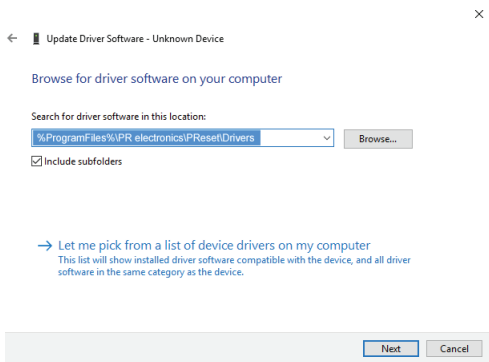 Update Driver Software - Unknown Device
Browse for driver software on your computer
Search for driver software in this location:
%ProgramFiles%\PR electronics\PReset\Drivers
Browse...
Include subfolders
Let me pick from a list of device drivers on my computer
This list will show installed driver software compatible with the device, and all driver
software in the same category as the device.
Next
Cancel